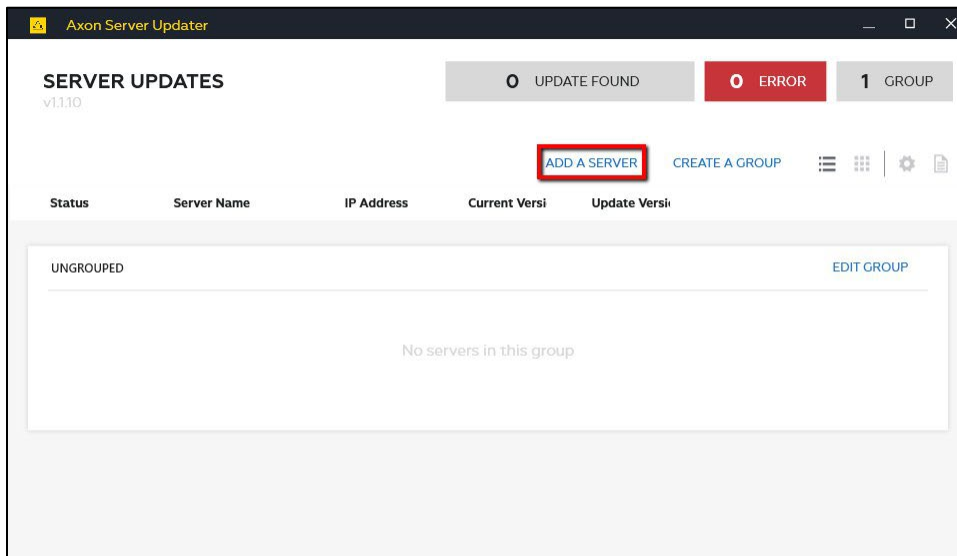 Axon Server Updater
SERVER UPDATES
v1.1.10
0 UPDATE FOUND
0 ERROR
1 GROUP
ADD A SERVER
CREATE A GROUP
Status Server Name IP Address Current Versi Update Versi
UNGROUPED
EDIT GROUP
No servers in this group